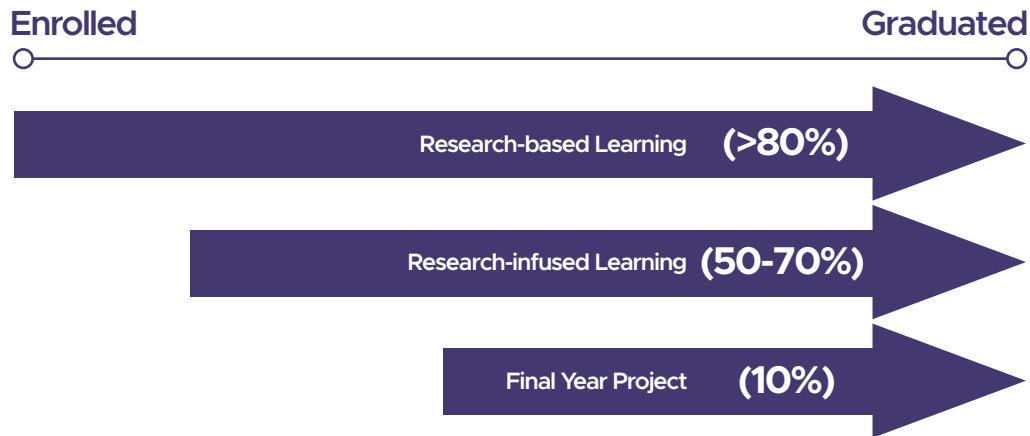 Enrolled Graduated
Research-based Learning (>80%)
Research-infused Learning (50-70%)
Final Year Project (10%)